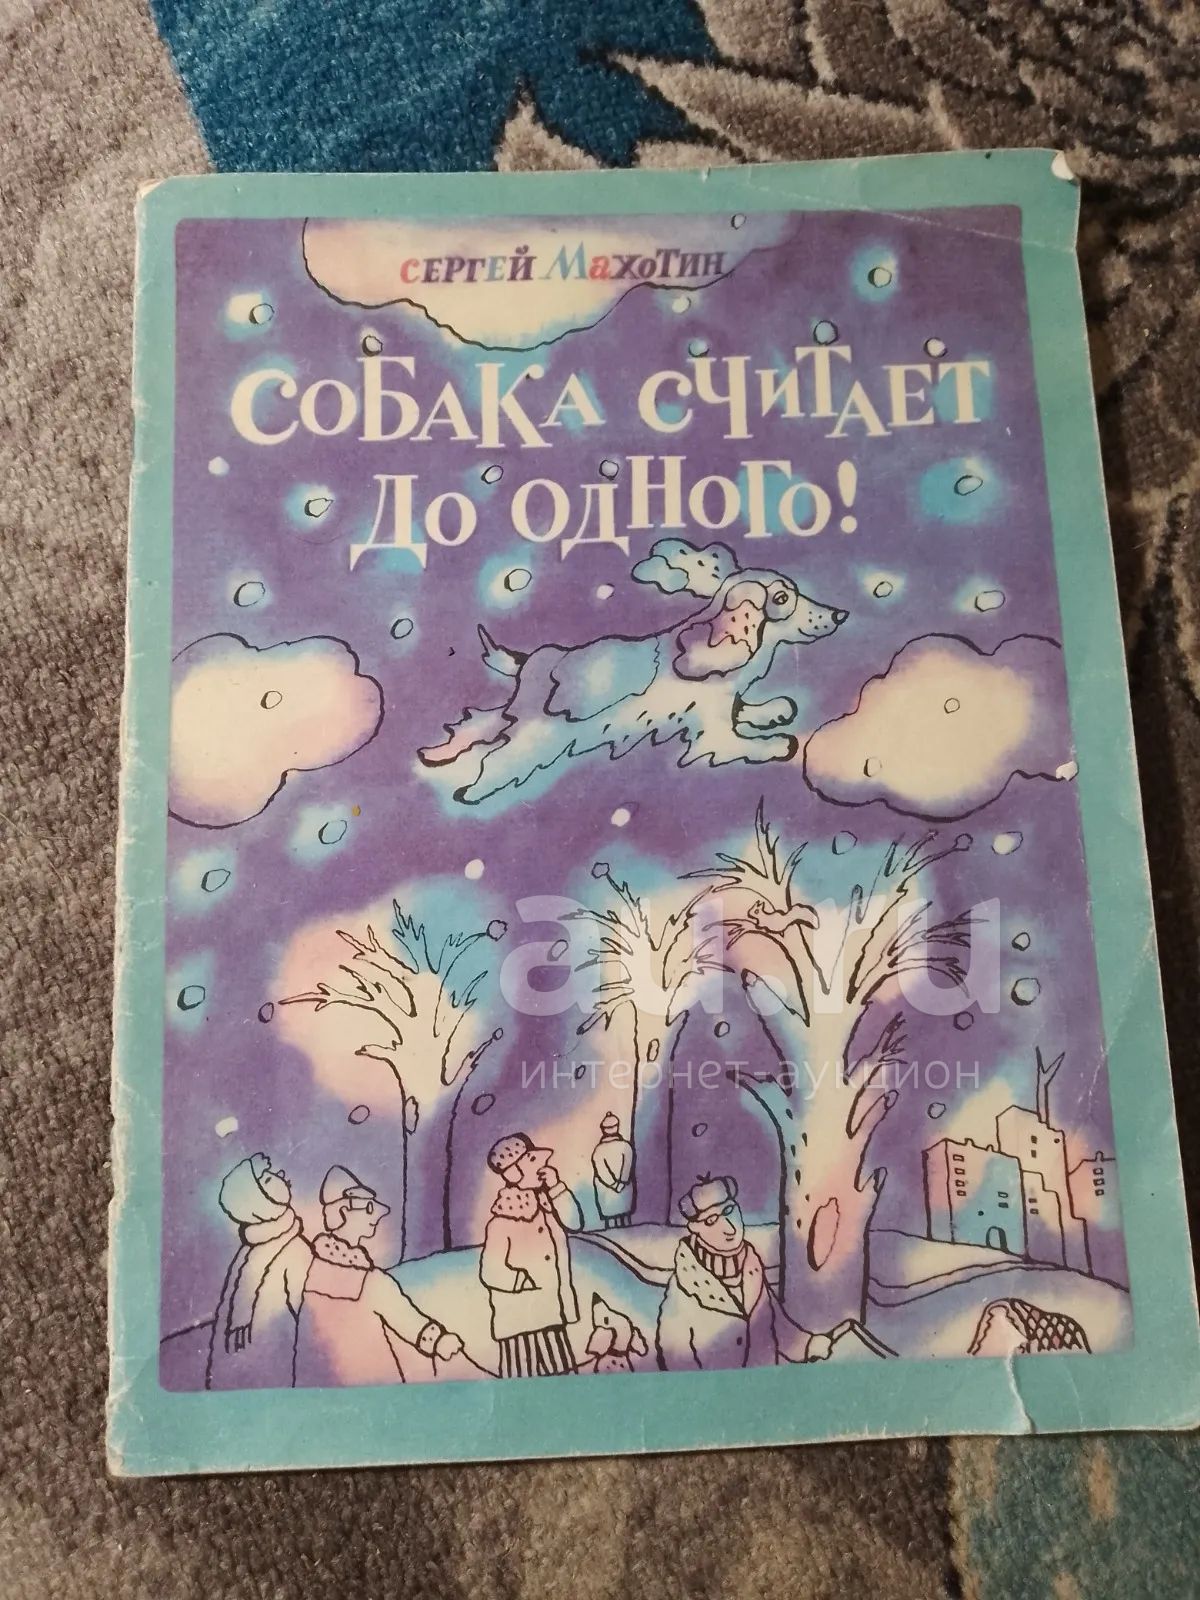 СЕРГЕЙ МАХОТИН
СОБАКА СЧИТАЕТ
ДО ОДНОГО!
au.ru
интернет-аукцион